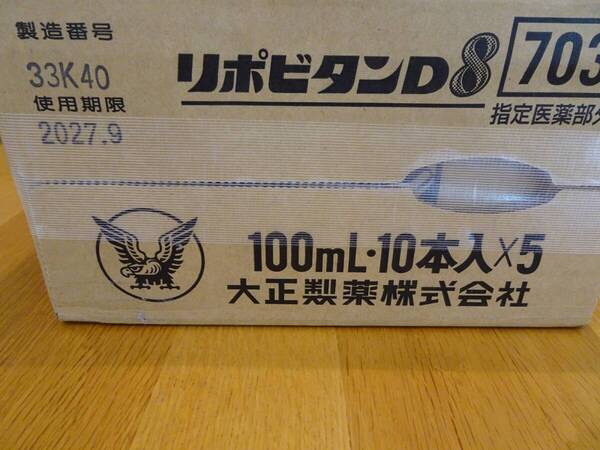 製造番号
33K40
使用期限
2027.9
リポビタンD8
703
指定医薬部外
100mL・10本入×5
大正製薬株式会社